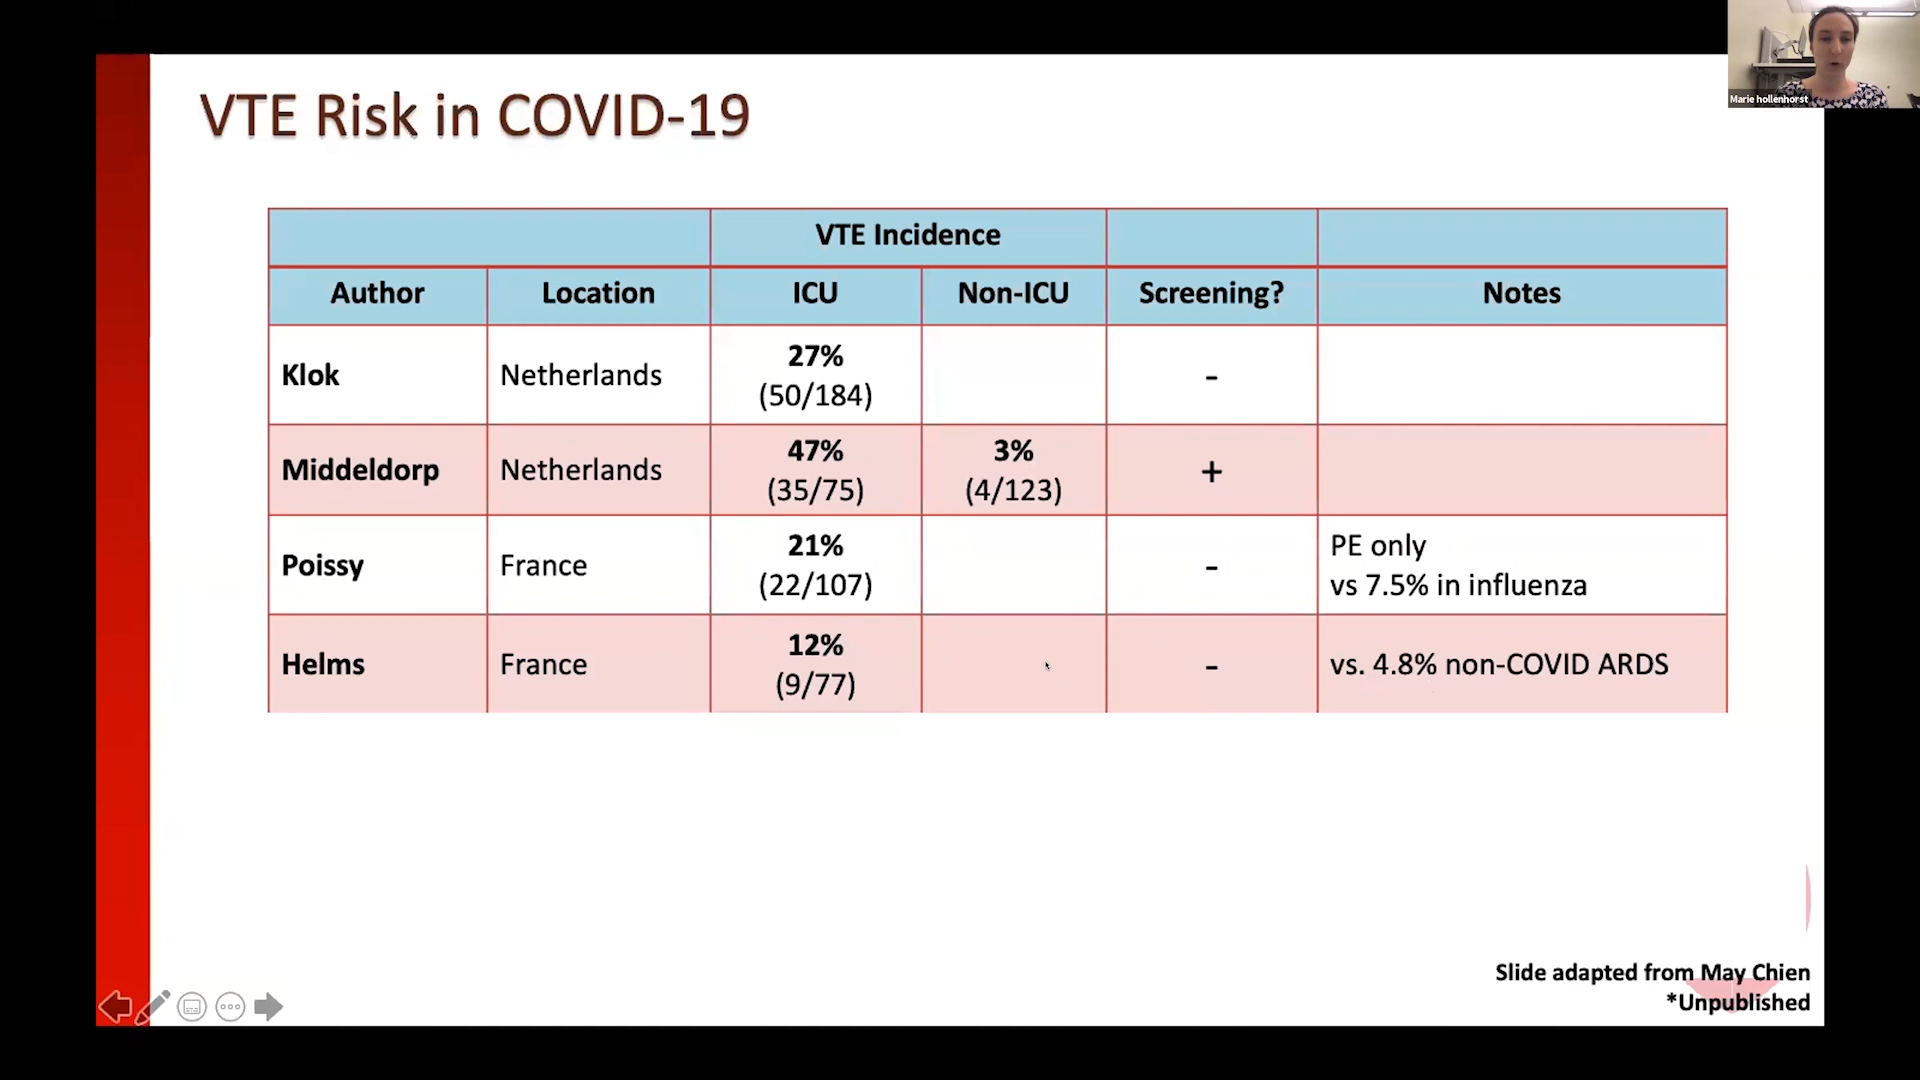 Marie hollenhorst
VTE Risk in COVID-19
VTE Incidence
Author Location ICU Non-ICU Screening? Notes
Klok Netherlands 27% (50/184) -
Middeldorp Netherlands 47% (35/75) 3% (4/123) +
Poissy France 21% (22/107) - PE only
vs 7.5% in influenza
Helms France 12% (9/77) - vs. 4.8% non-COVID ARDS
Slide adapted from May Chien
*Unpublished